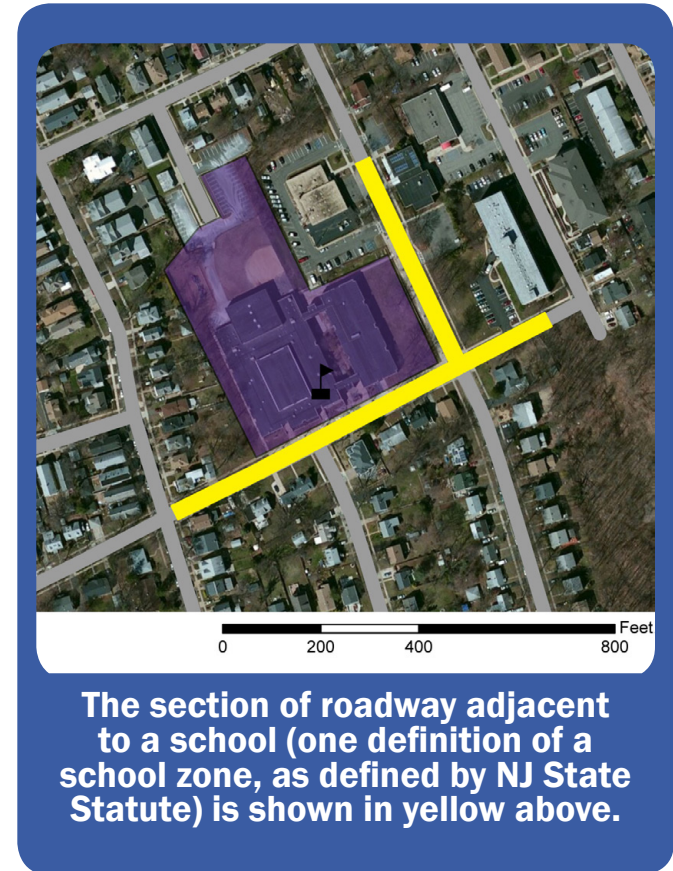 Feet
0 200 400 800
The section of roadway adjacent
to a school (one definition of a
school zone, as defined by NJ State
Statute) is shown in yellow above.